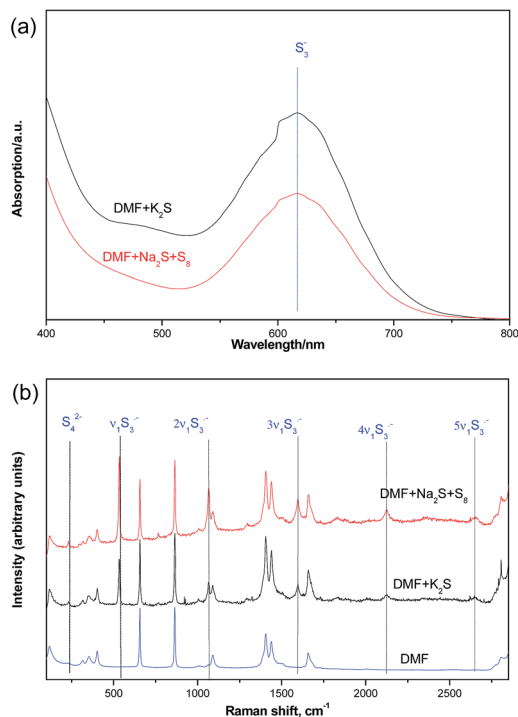 (a)
S₃⁻
Absorption/a.u.
DMF+K₂S
DMF+Na₂S+S₈
400 500 600 700 800
Wavelength/nm
(b)
S₄²⁻ ν₁S₃·⁻ 2ν₁S₃·⁻ 3ν₁S₃·⁻ 4ν₁S₃·⁻ 5ν₁S₃·⁻
Intensity (arbitrary units)
DMF+Na₂S+S₈
DMF+K₂S
DMF
500 1000 1500 2000 2500
Raman shift, cm⁻¹